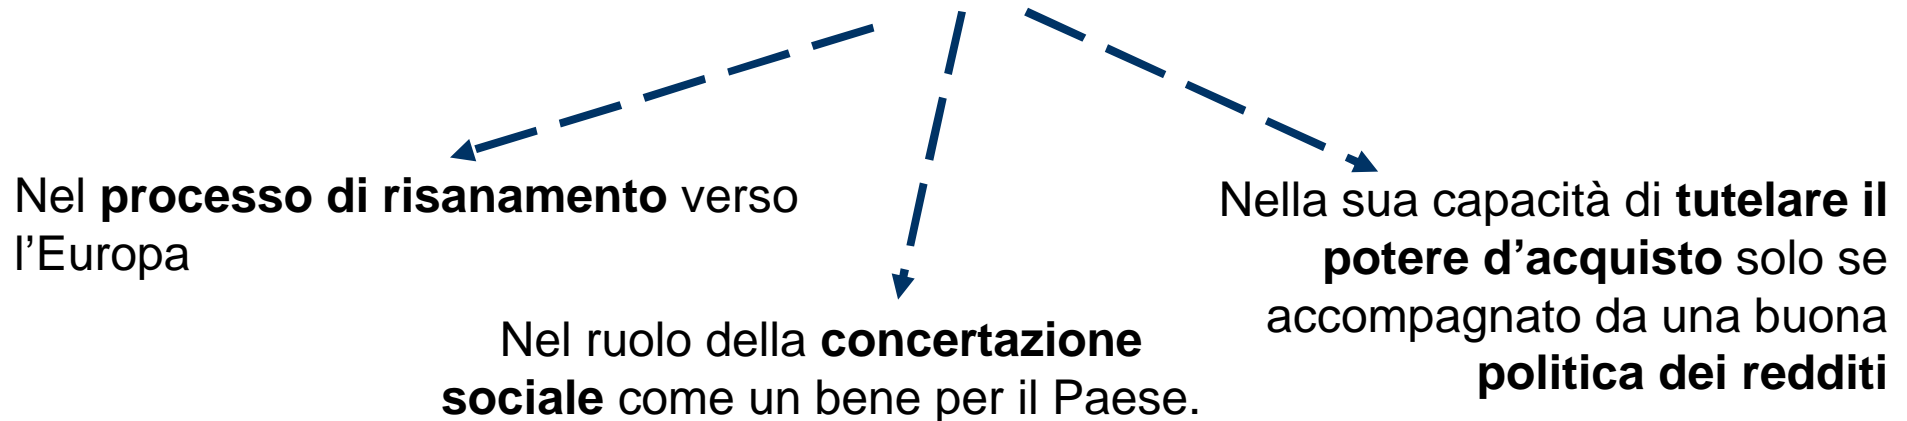 Nel processo di risanamento verso
l’Europa
Nel ruolo della concertazione
sociale come un bene per il Paese.
Nella sua capacità di tutelare il
potere d’acquisto solo se
accompagnato da una buona
politica dei redditi